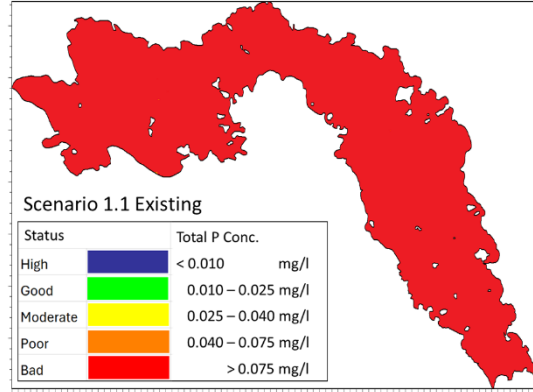 Scenario 1.1 Existing
Status Total P Conc.
High < 0.010 mg/l
Good 0.010 – 0.025 mg/l
Moderate 0.025 – 0.040 mg/l
Poor 0.040 – 0.075 mg/l
Bad > 0.075 mg/l